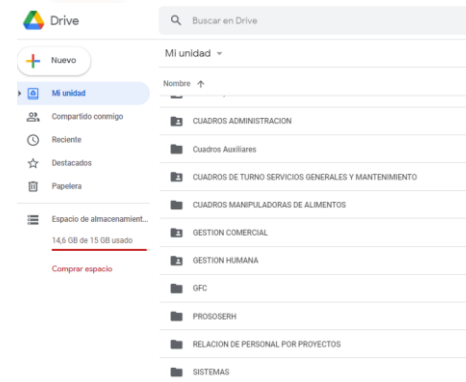 Drive
Buscar en Drive
Nuevo
Mi unidad
Compartido conmigo
Reciente
Destacados
Papelera
Espacio de almacenamient...
14,6 GB de 15 GB usado
Comprar espacio
Mi unidad
Nombre
CUADROS ADMINISTRACION
Cuadros Auxiliares
CUADROS DE TURNO SERVICIOS GENERALES Y MANTENIMIENTO
CUADROS MANIPULADORAS DE ALIMENTOS
GESTION COMERCIAL
GESTION HUMANA
GFC
PROSOSERH
RELACION DE PERSONAL POR PROYECTOS
SISTEMAS